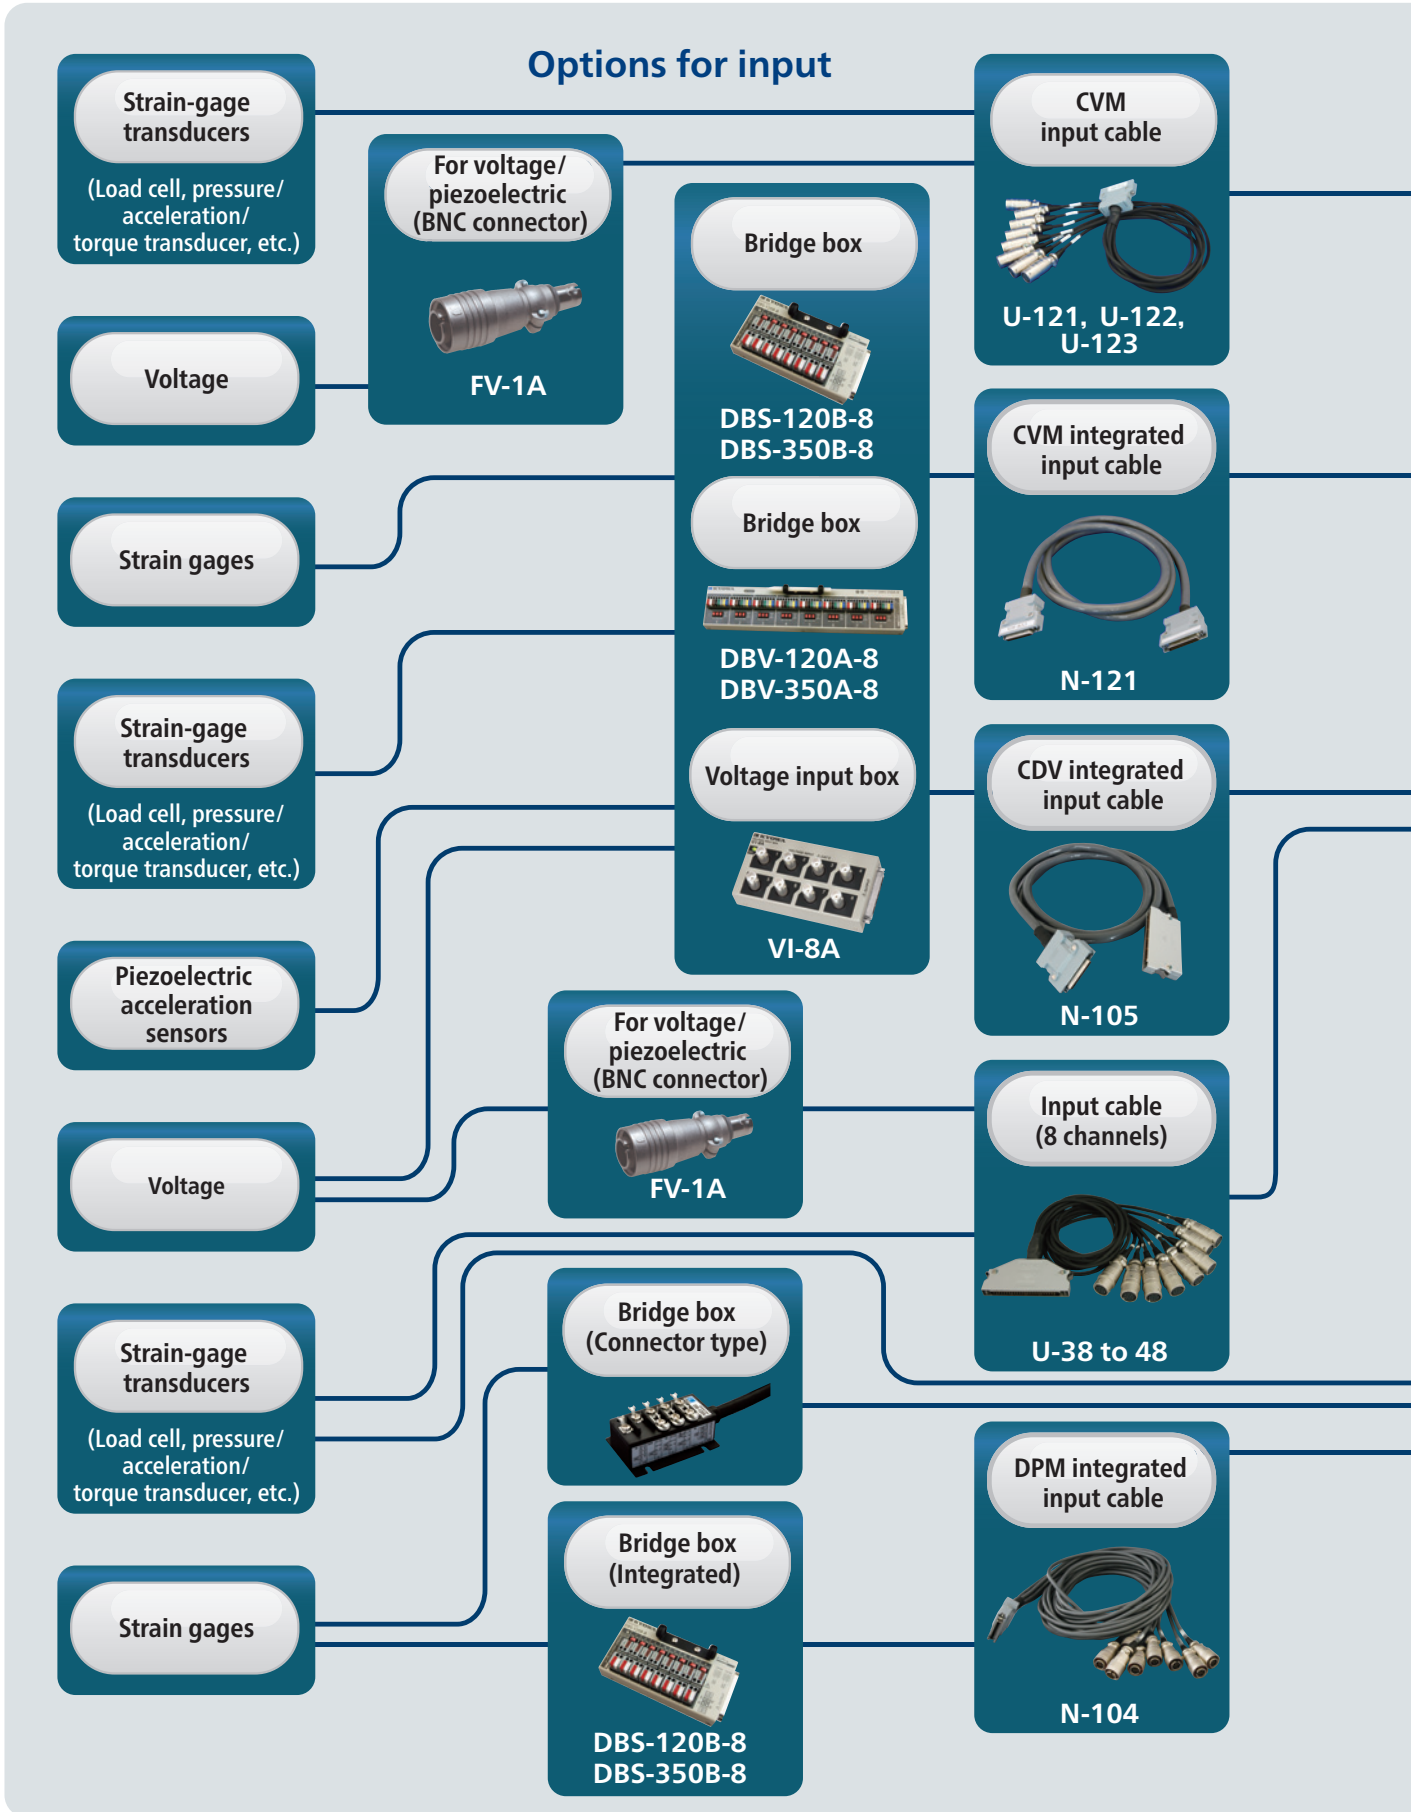 Options for input
Strain-gage
transducers
(Load cell, pressure/
acceleration/
torque transducer, etc.)
For voltage/
piezoelectric
(BNC connector)
FV-1A
CVM
input cable
U-121, U-122,
U-123
Voltage
Bridge box
DBS-120B-8
DBS-350B-8
CVM integrated
input cable
N-121
Strain gages
Bridge box
DBV-120A-8
DBV-350A-8
Strain-gage
transducers
(Load cell, pressure/
acceleration/
torque transducer, etc.)
Voltage input box
VI-8A
CDV integrated
input cable
N-105
Piezoelectric
acceleration
sensors
For voltage/
piezoelectric
(BNC connector)
FV-1A
Input cable
(8 channels)
U-38 to 48
Voltage
Strain-gage
transducers
(Load cell, pressure/
acceleration/
torque transducer, etc.)
Bridge box
(Connector type)
DPM integrated
input cable
N-104
Strain gages
Bridge box
(Integrated)
DBS-120B-8
DBS-350B-8